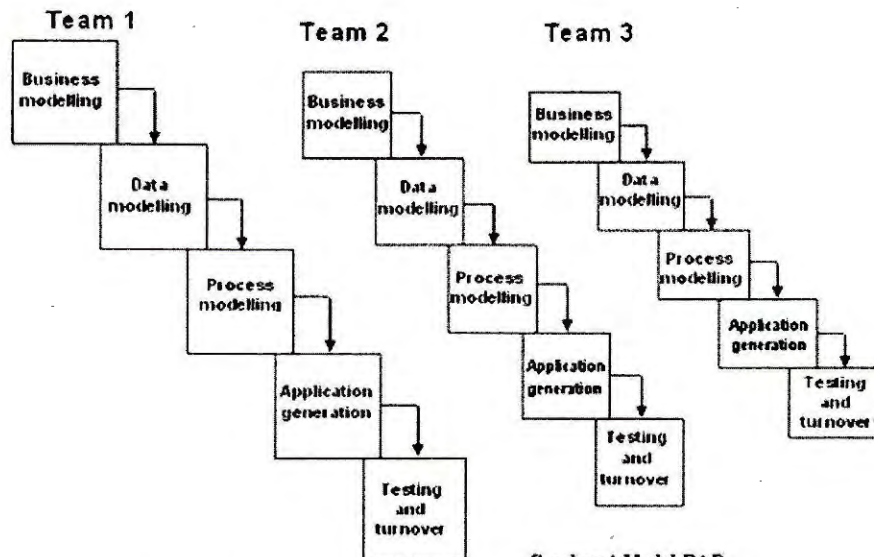 Team 1
Business
modelling
Data
modelling
Process
modelling
Application
generation
Testing
and
turnover
Team 2
Business
modelling
Data
modelling
Process
modelling
Application
generation
Testing
and
turnover
Team 3
Business
modelling
Data
modelling
Process
modelling
Application
generation
Testing
and
turnover